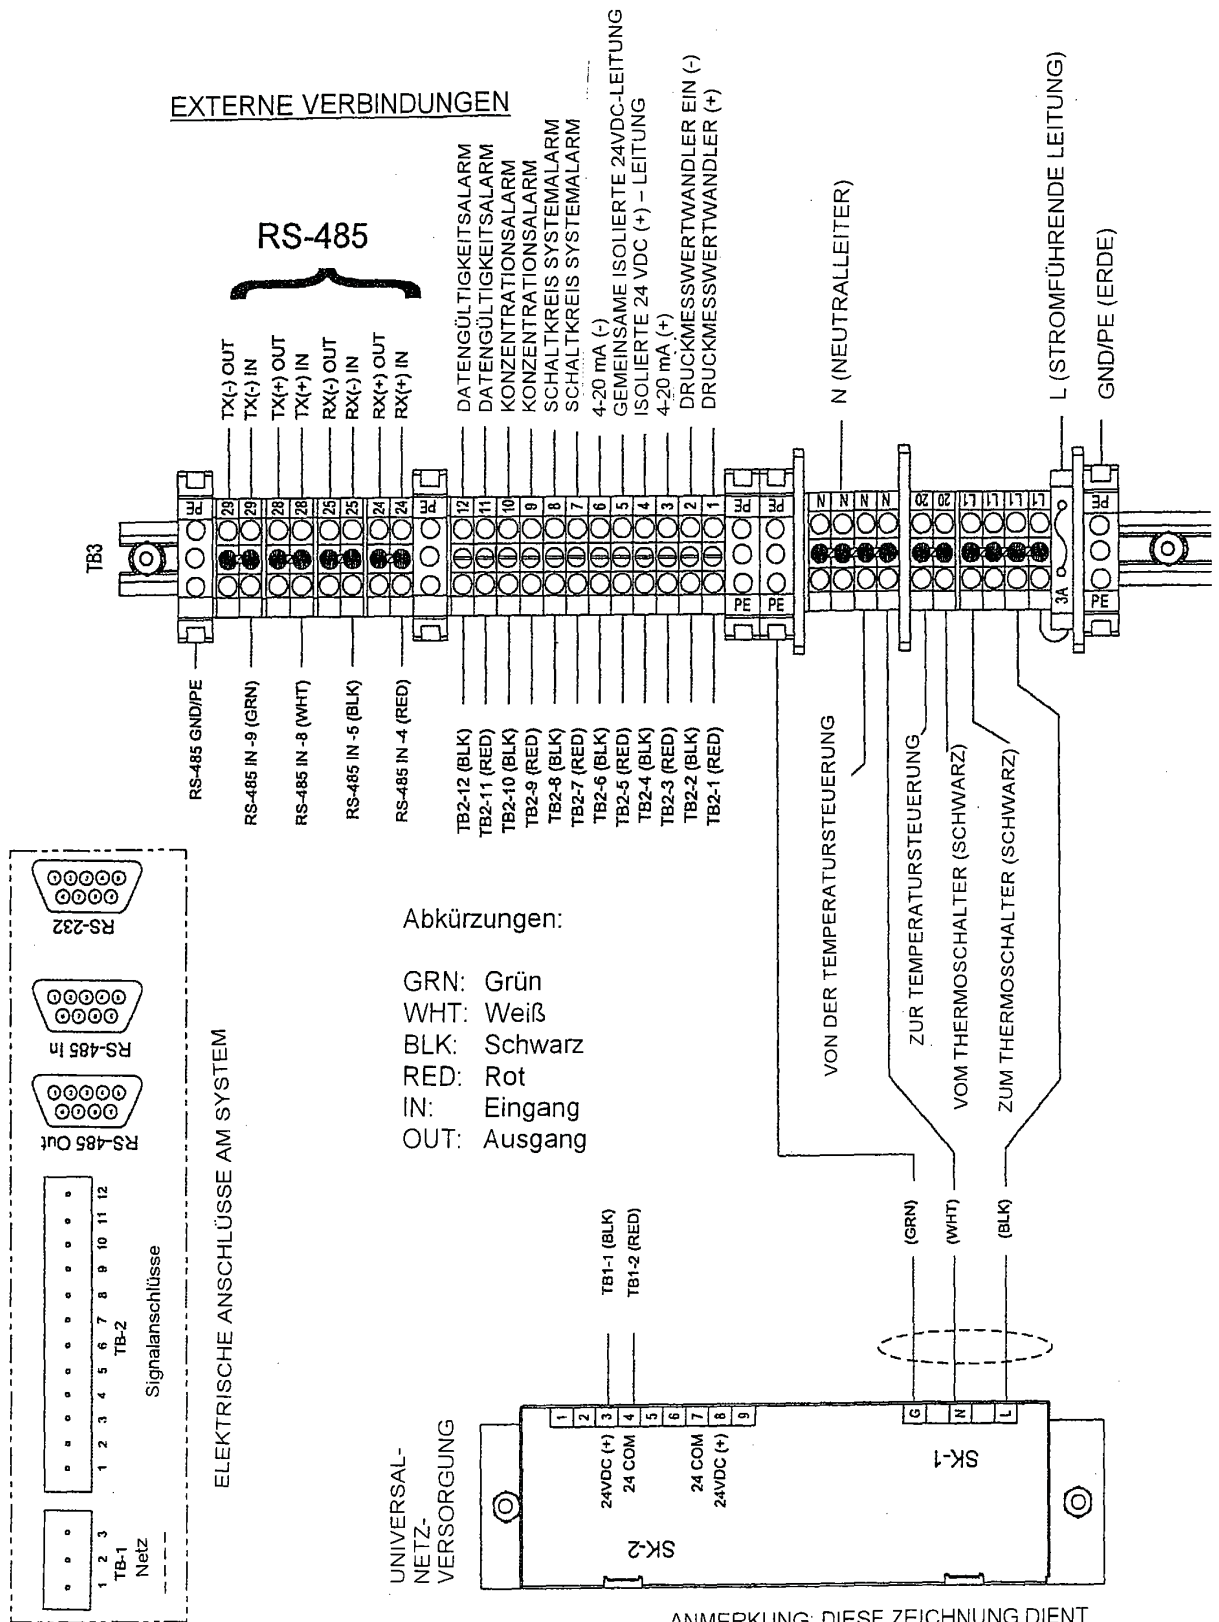 EXTERNE VERBINDUNGEN
RS-485
TX(-) OUT
TX(-) IN
TX(+) OUT
TX(+) IN
RX(-) OUT
RX(-) IN
RX(+) OUT
RX(+) IN
DATENGÜLTIGKEITSALARM
DATENGÜLTIGKEITSALARM
KONZENTRATIONSALARM
KONZENTRATIONSALARM
SCHALTKREIS SYSTEMALARM
SCHALTKREIS SYSTEMALARM
4-20 mA (-)
GEMEINSAME ISOLIERTE 24VDC-LEITUNG
ISOLIERTE 24 VDC (+) – LEITUNG
4-20 mA (+)
DRUCKMESSWERTWANDLER EIN (-)
DRUCKMESSWERTWANDLER (+)
N (NEUTRALLEITER)
L (STROMFÜHRENDE LEITUNG)
GND/PE (ERDE)
TB3
PE 29 29 28 28 25 25 24 24 PE 12 11 10 9 8 7 6 5 4 3 2 1 PE PE N N N N 20 20 L1 L1 L1 L1 PE
PE PE 3A PE
RS-485 GND/PE
RS-485 IN -9 (GRN)
RS-485 IN -8 (WHT)
RS-485 IN -5 (BLK)
RS-485 IN -4 (RED)
TB2-12 (BLK)
TB2-11 (RED)
TB2-10 (BLK)
TB2-9 (RED)
TB2-8 (BLK)
TB2-7 (RED)
TB2-6 (BLK)
TB2-5 (RED)
TB2-4 (BLK)
TB2-3 (RED)
TB2-2 (BLK)
TB2-1 (RED)
VON DER TEMPERATURSTEUERUNG
ZUR TEMPERATURSTEUERUNG
VOM THERMOSCHALTER (SCHWARZ)
ZUM THERMOSCHALTER (SCHWARZ)
RS-232
RS-485 In
RS-485 Out
1 2 3 4 5 6 7 8 9 10 11 12
TB-2
Signalanschlüsse
1 2 3
TB-1
Netz
ELEKTRISCHE ANSCHLÜSSE AM SYSTEM
Abkürzungen:
GRN: Grün
WHT: Weiß
BLK: Schwarz
RED: Rot
IN: Eingang
OUT: Ausgang
TB1-1 (BLK)
TB1-2 (RED)
(GRN)
(WHT)
(BLK)
UNIVERSAL-
NETZ-
VERSORGUNG
1 2 3 4 5 6 7 8 9
24VDC (+)
24 COM
24 COM
24VDC (+)
G N L
SK-2
SK-1
ANMERKUNG: DIESE ZEICHNUNG DIENT